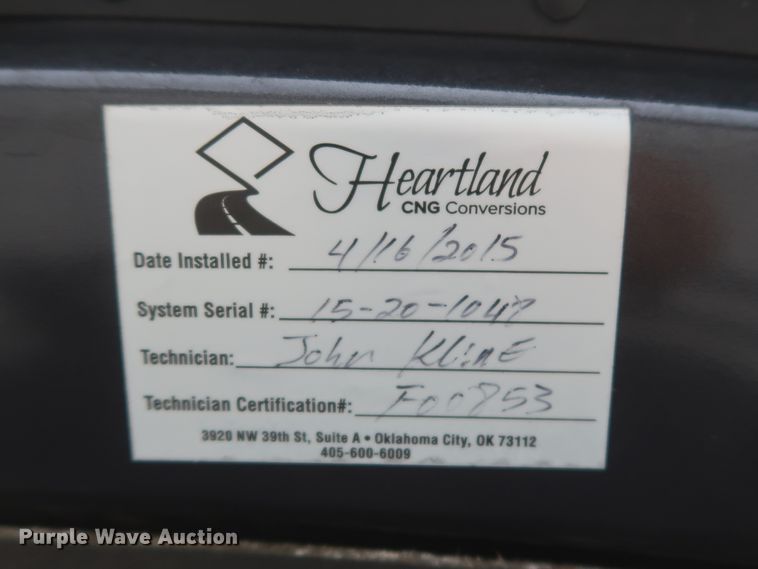 Heartland
CNG Conversions
Date Installed #: 4/16/2015
System Serial #: 15-20-1047
Technician: John KlinE
Technician Certification#: F00853
3920 NW 39th St, Suite A • Oklahoma City, OK 73112
405-600-6009
Purple Wave Auction®